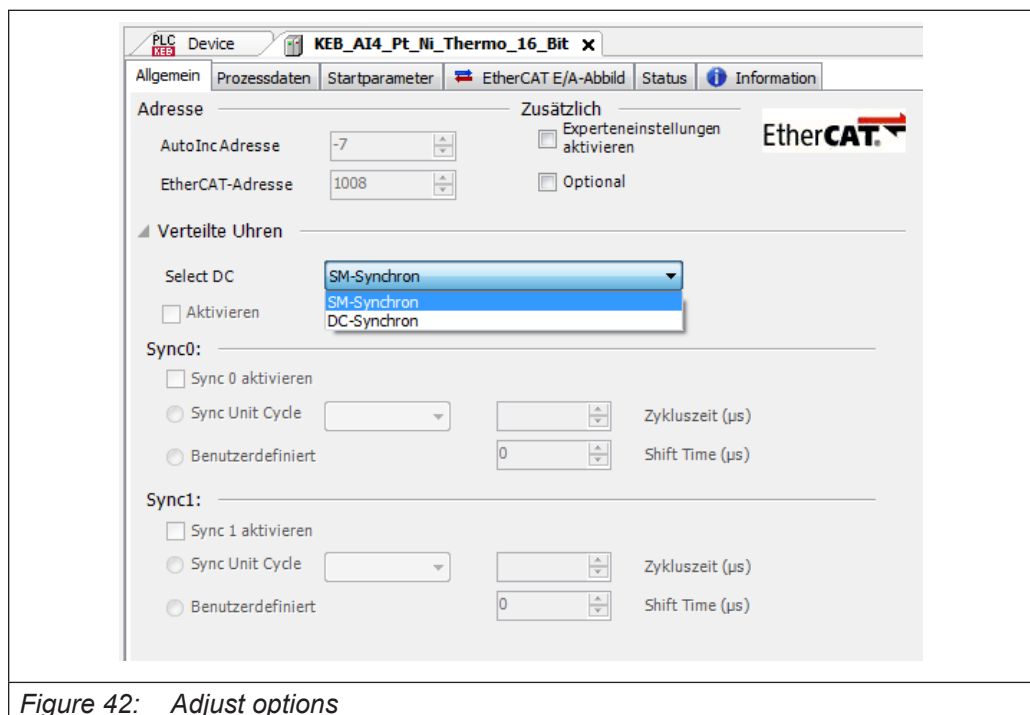 PLC KEB Device KEB_AI4_Pt_Ni_Thermo_16_Bit x
Allgemein Prozessdaten Startparameter EtherCAT E/A-Abbild Status i Information
Adresse Zusätzlich
AutoInc Adresse -7 Experteneinstellungen aktivieren EtherCAT.
EtherCAT-Adresse 1008 Optional
Verteilte Uhren
Select DC SM-Synchron
SM-Synchron
Aktivieren DC-Synchron
Sync0:
Sync 0 aktivieren
Sync Unit Cycle Zykluszeit (µs)
Benutzerdefiniert 0 Shift Time (µs)
Sync1:
Sync 1 aktivieren
Sync Unit Cycle Zykluszeit (µs)
Benutzerdefiniert 0 Shift Time (µs)
Figure 42: Adjust options